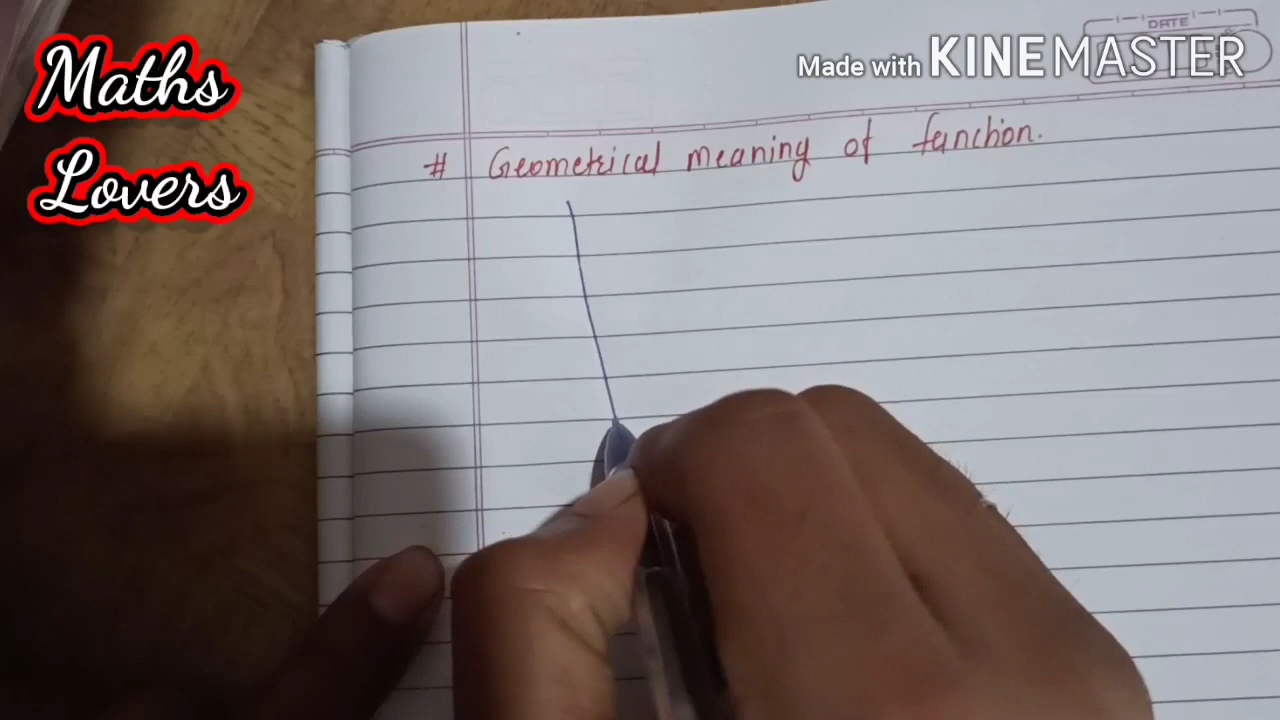 Maths
Lovers
Made with KINEMASTER
DATE
# Geometrical meaning of function.